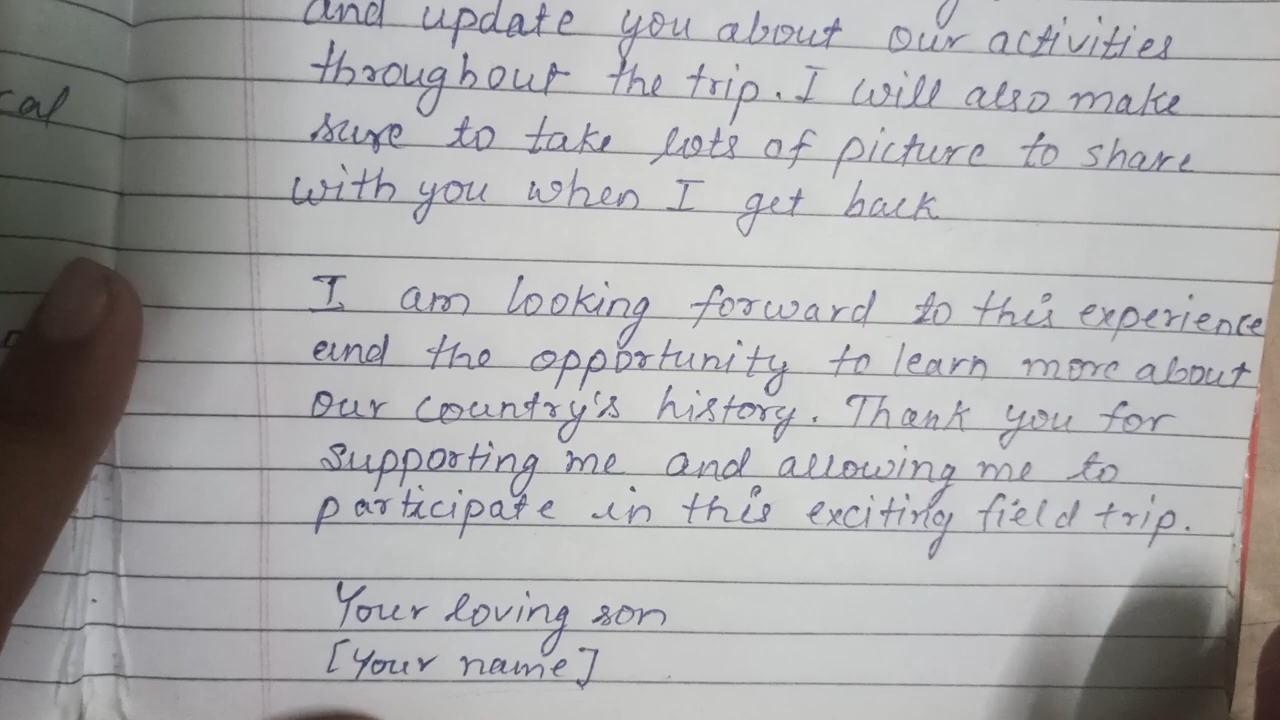 and update you about our activities
throughout the trip. I will also make
cal
sure to take lots of picture to share
with you when I get back
I am looking forward to this experience
and the opportunity to learn more about
our country's history. Thank you for
supporting me and allowing me to
participate in this exciting field trip.
Your loving son
[Your name]